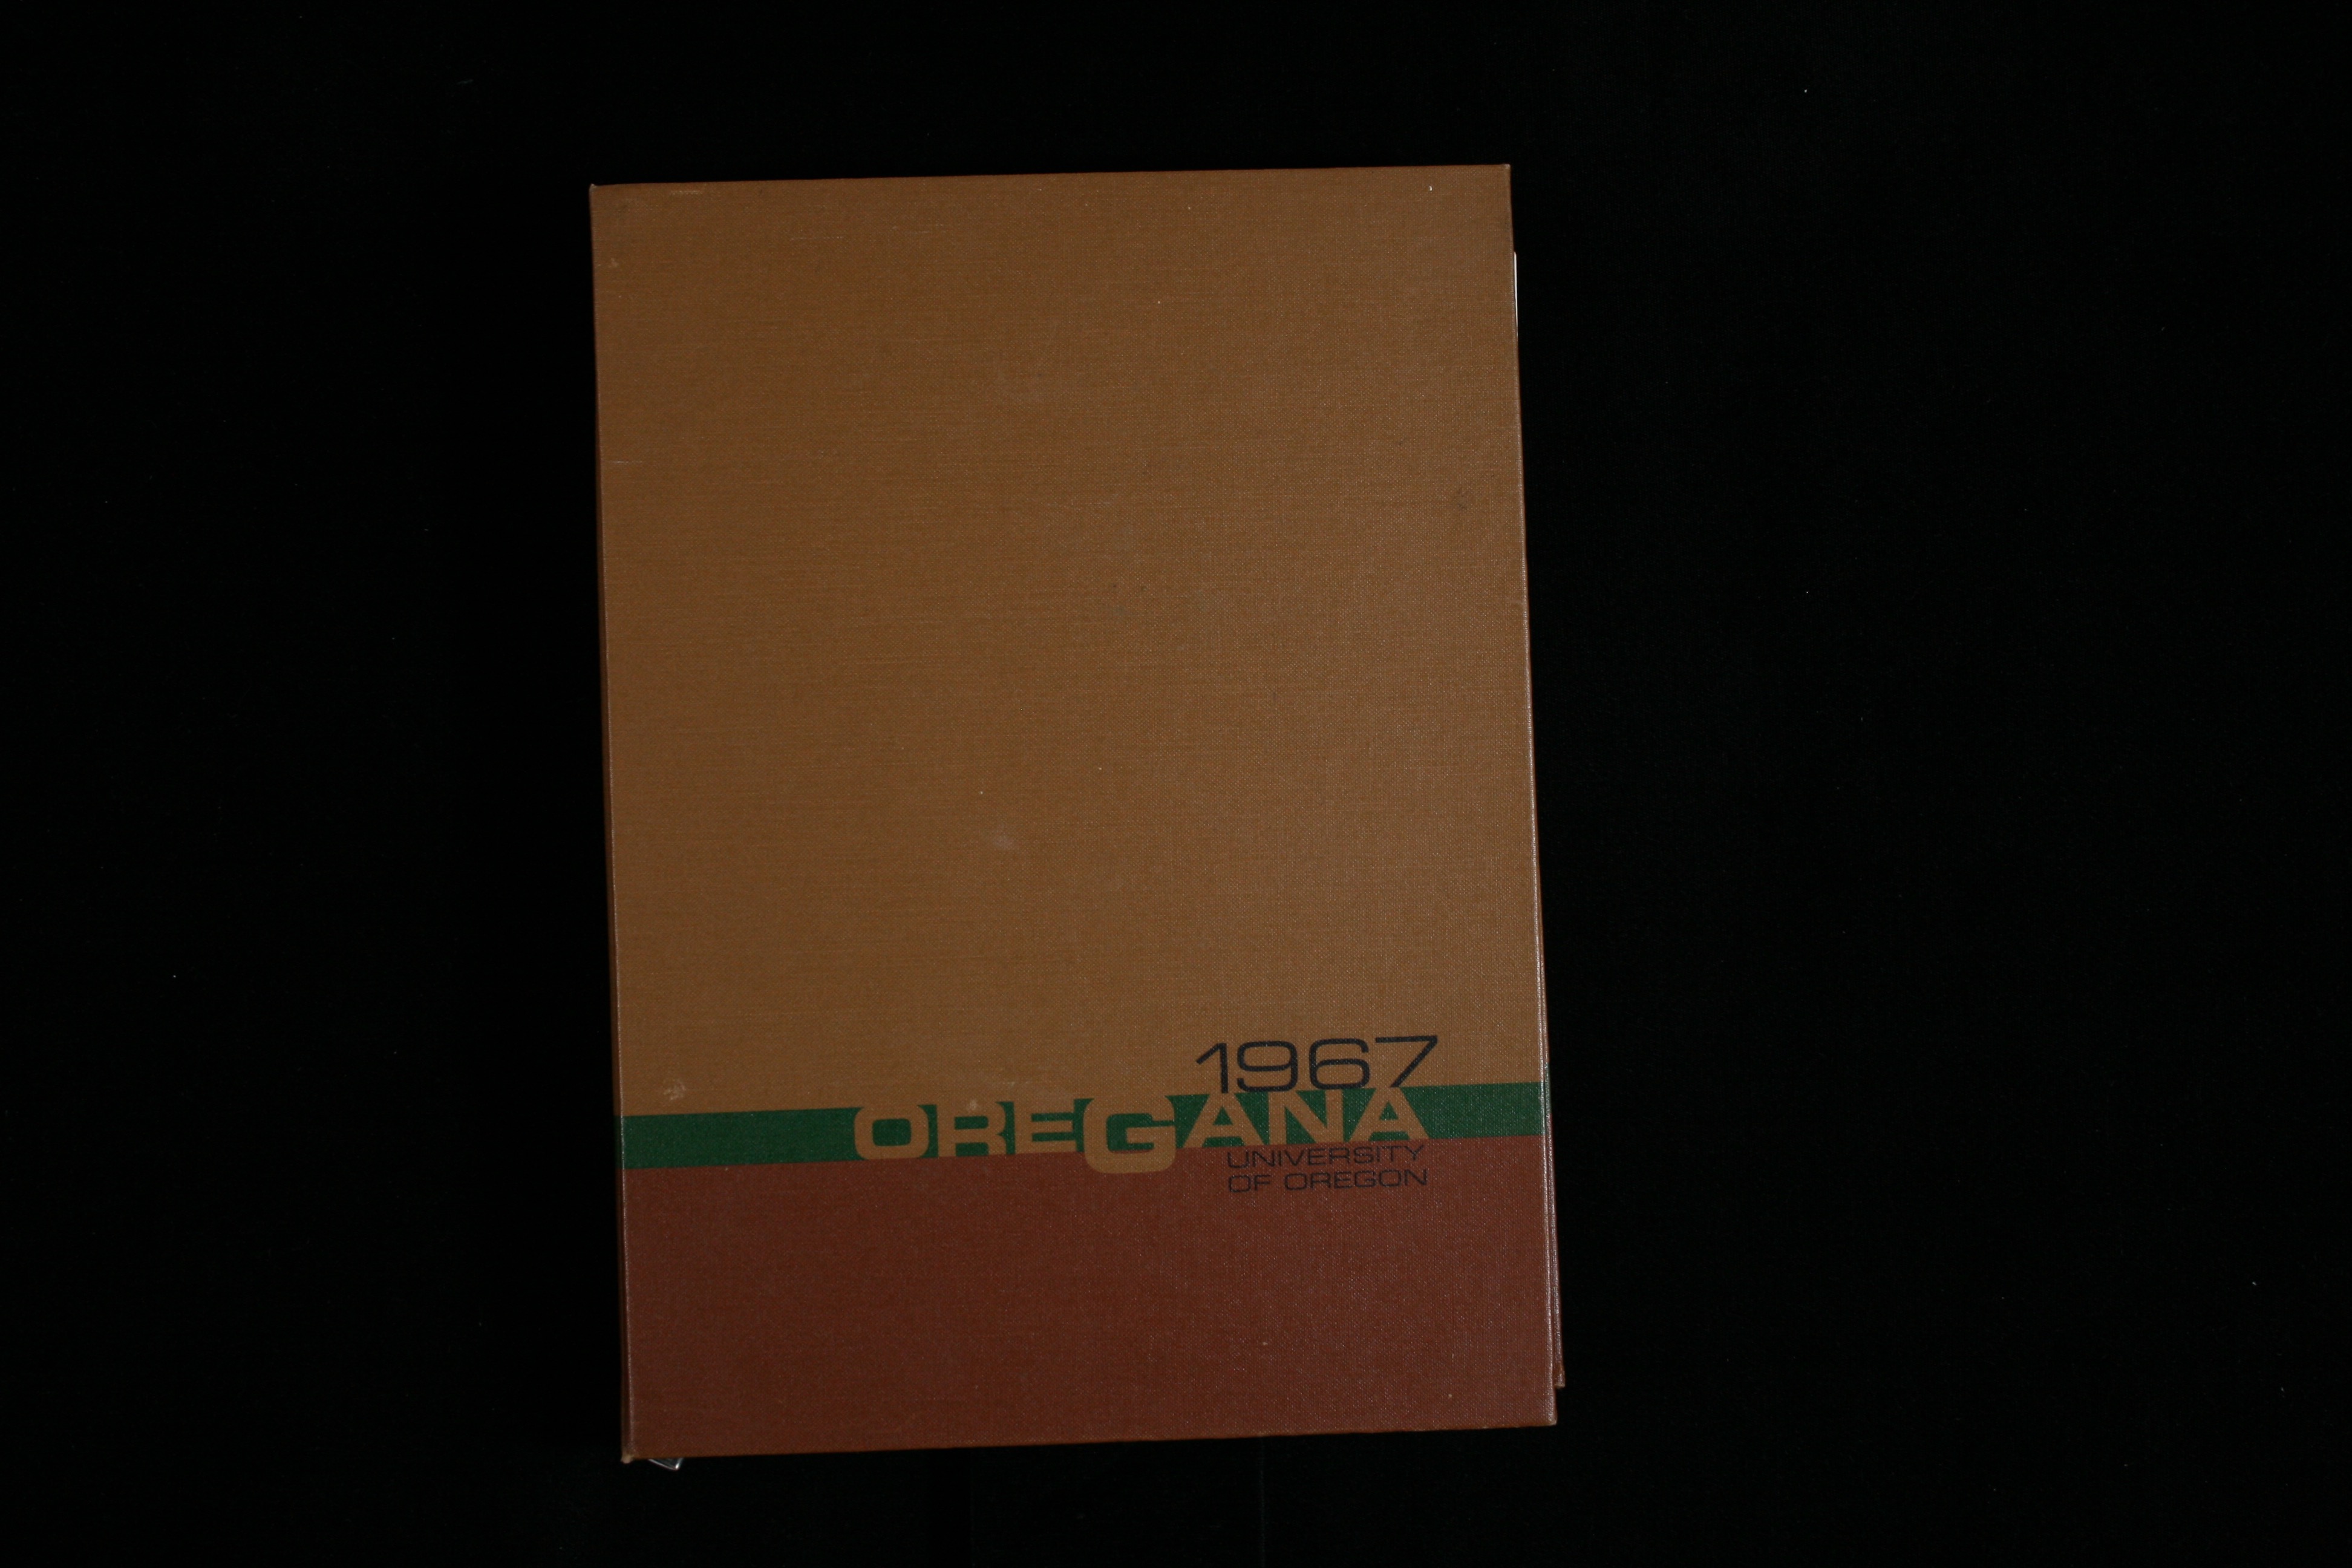 1967
OREGANA
UNIVERSITY
OF OREGON